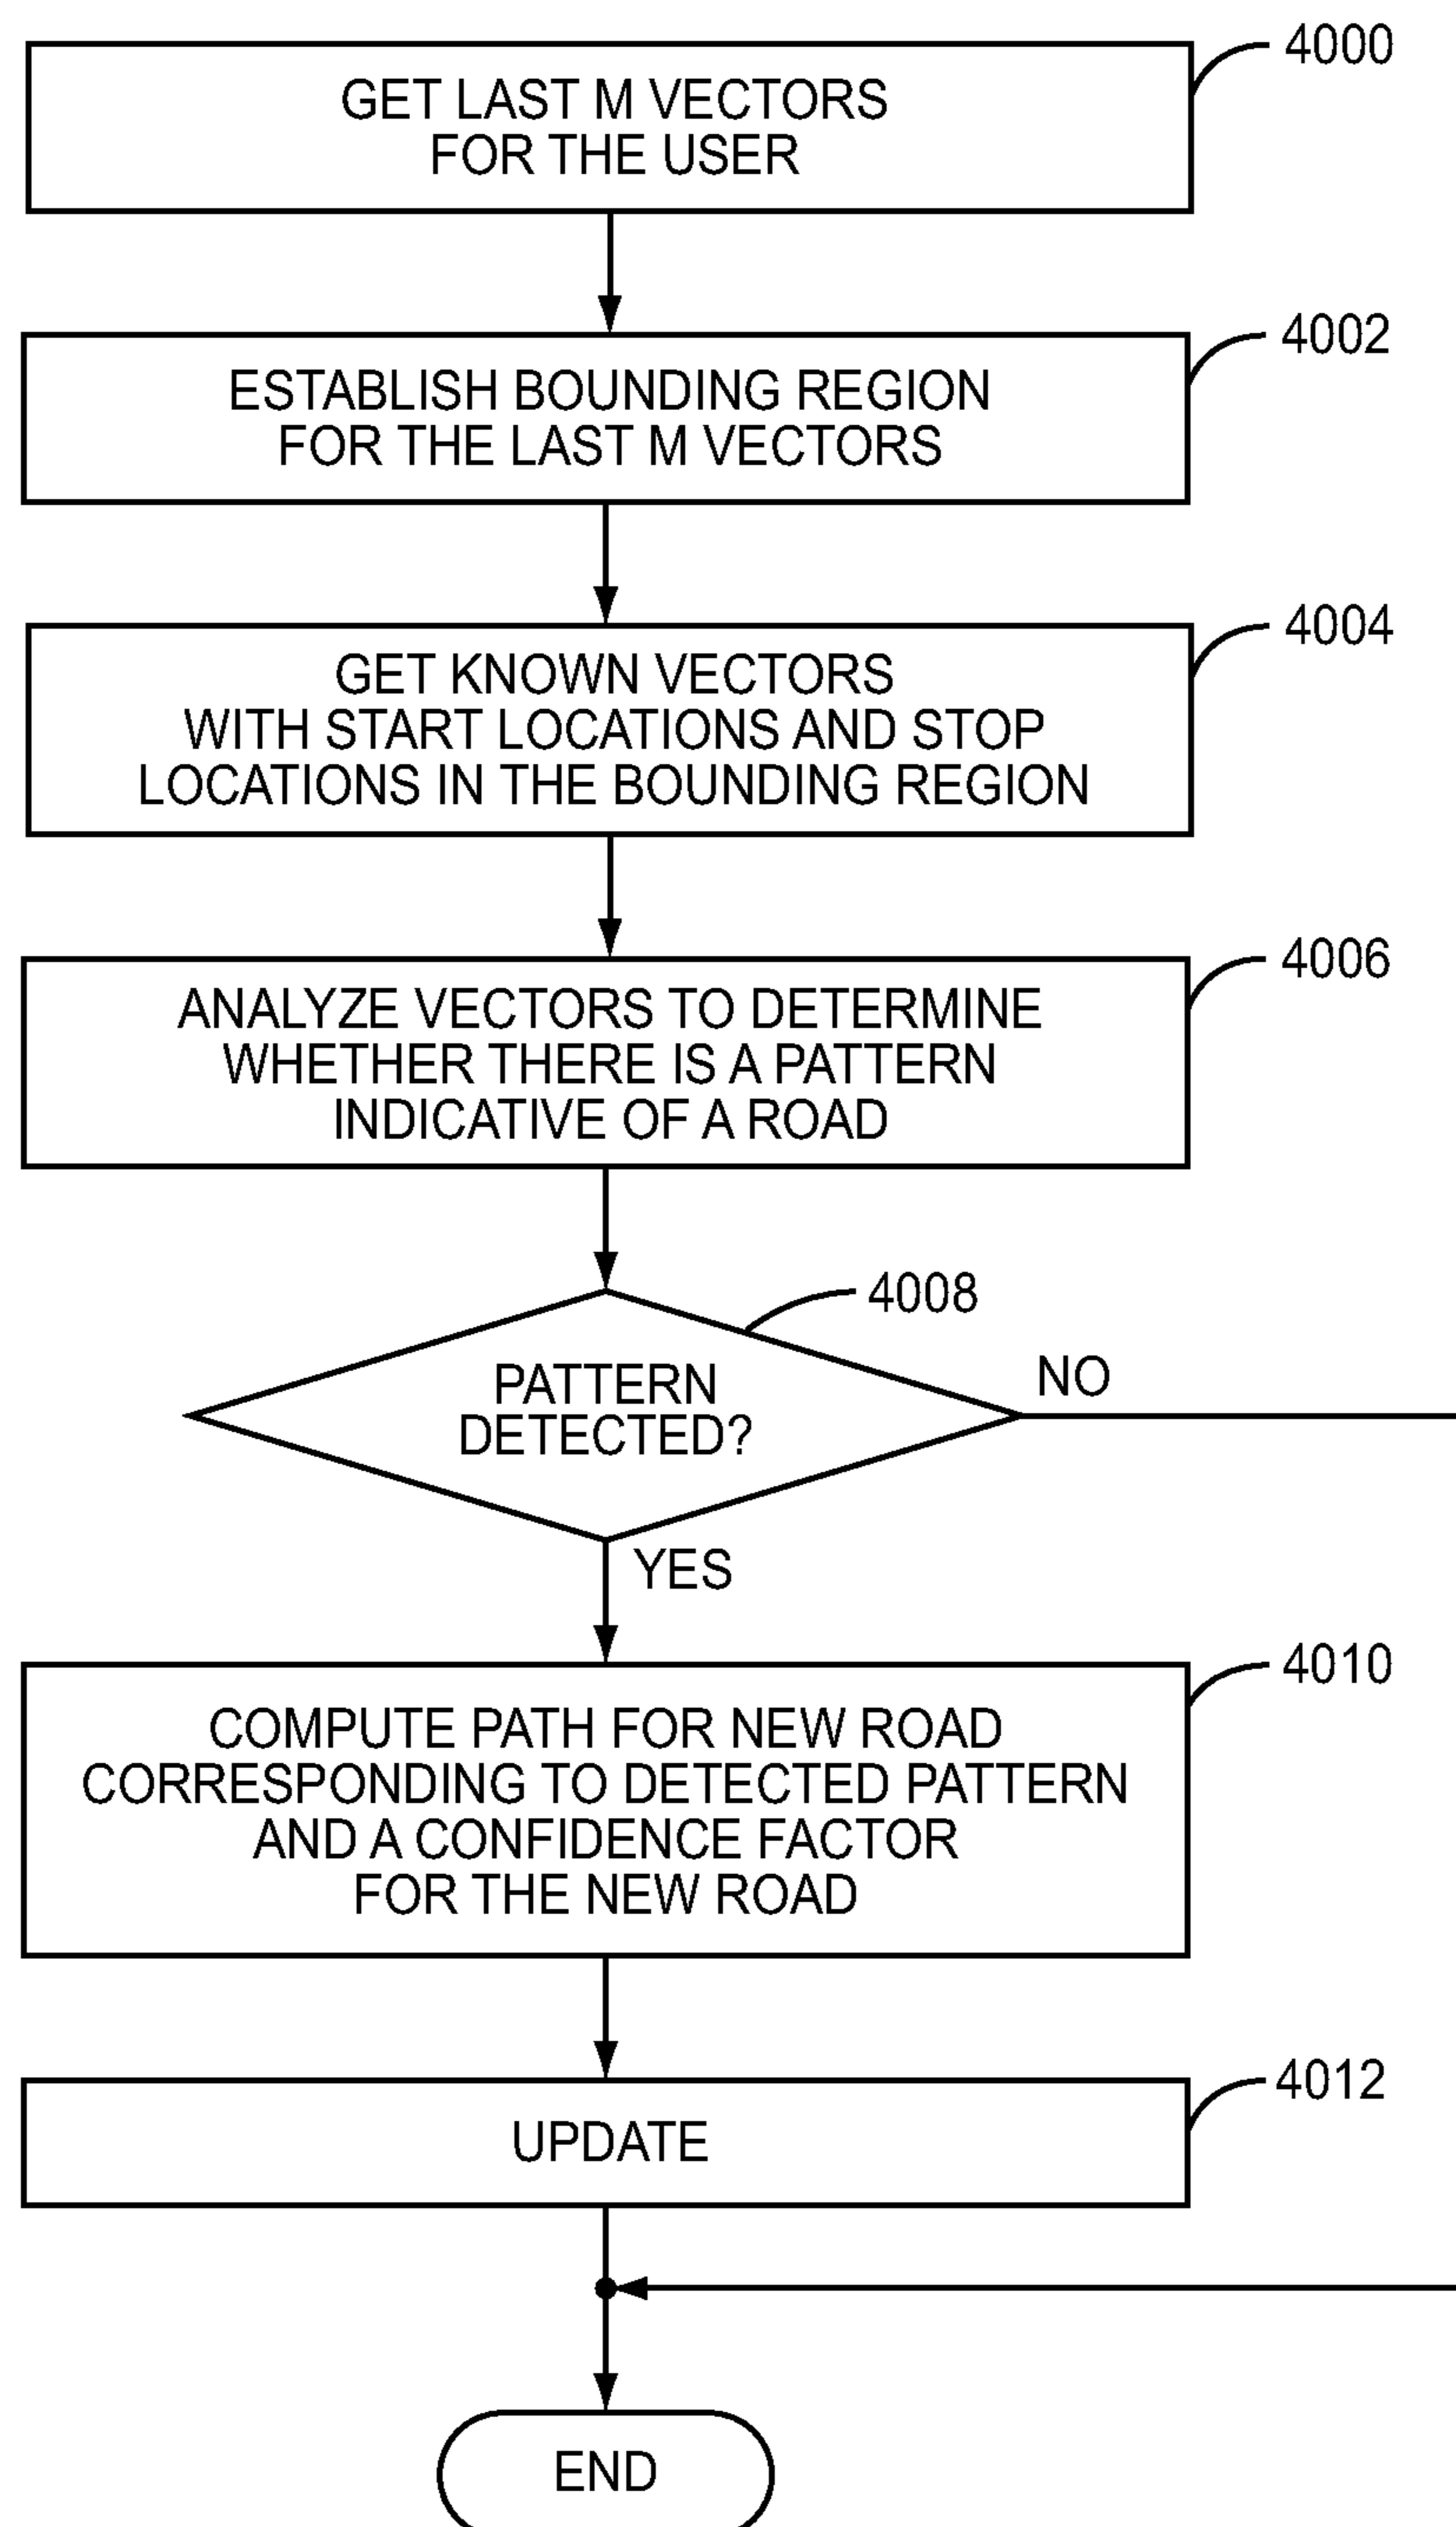 4000
GET LAST M VECTORS
FOR THE USER
4002
ESTABLISH BOUNDING REGION
FOR THE LAST M VECTORS
4004
GET KNOWN VECTORS
WITH START LOCATIONS AND STOP
LOCATIONS IN THE BOUNDING REGION
4006
ANALYZE VECTORS TO DETERMINE
WHETHER THERE IS A PATTERN
INDICATIVE OF A ROAD
4008
PATTERN
DETECTED?
NO
YES
4010
COMPUTE PATH FOR NEW ROAD
CORRESPONDING TO DETECTED PATTERN
AND A CONFIDENCE FACTOR
FOR THE NEW ROAD
4012
UPDATE
END